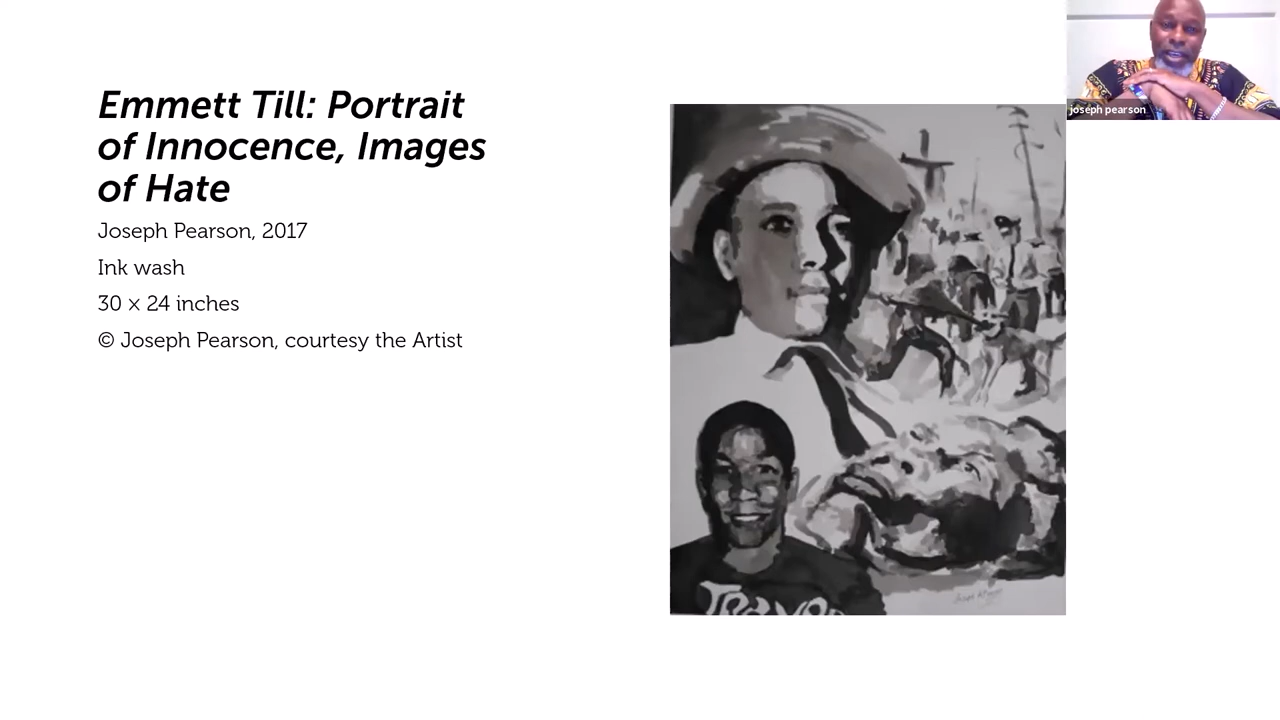 Emmett Till: Portrait
of Innocence, Images
of Hate
Joseph Pearson, 2017
Ink wash
30 × 24 inches
© Joseph Pearson, courtesy the Artist
joseph pearson